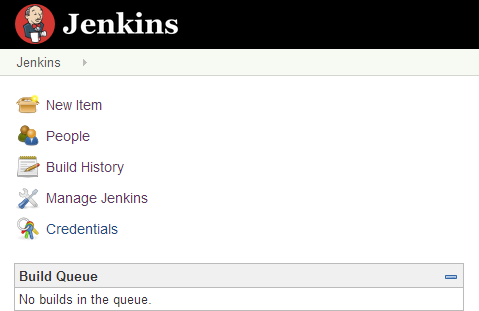 Jenkins
Jenkins
New Item
People
Build History
Manage Jenkins
Credentials
Build Queue
No builds in the queue.